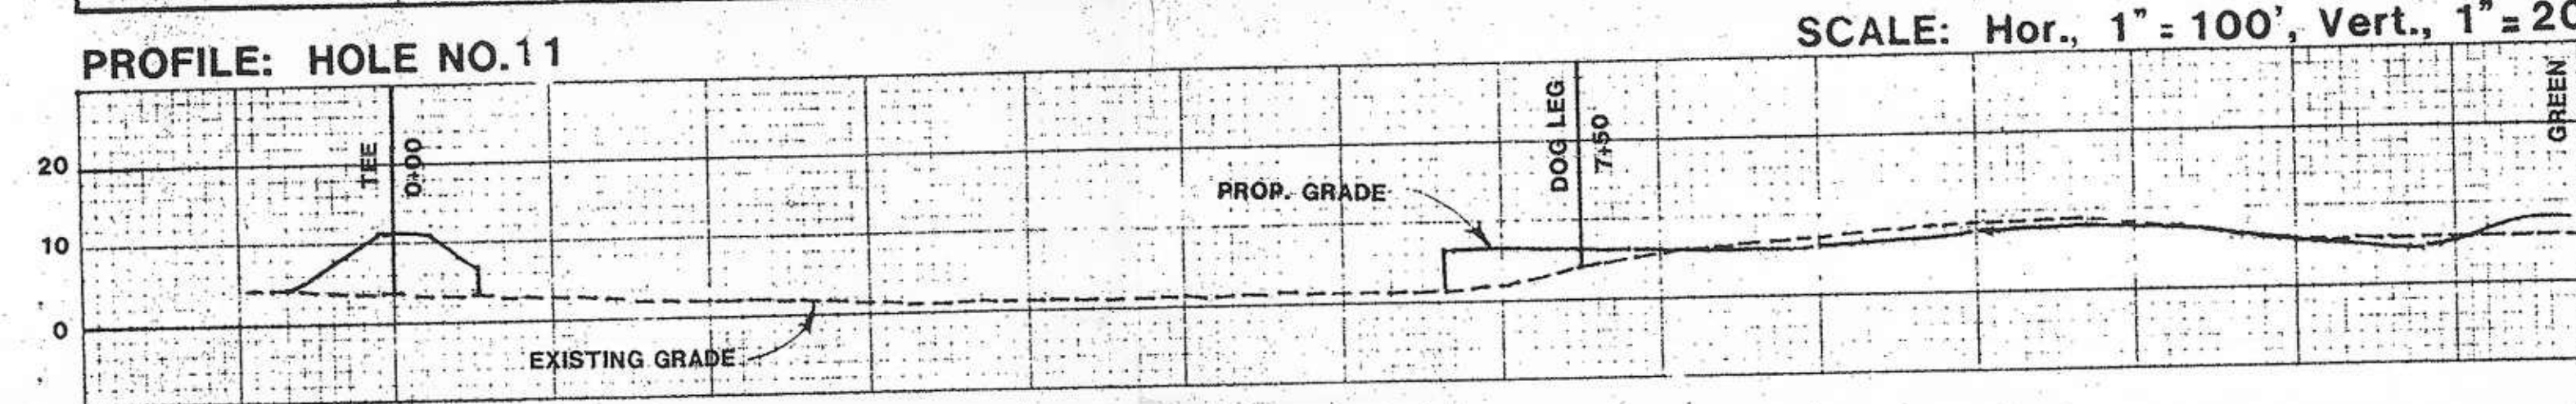 PROFILE: HOLE NO.11
SCALE: Hor., 1" = 100', Vert., 1" = 20
TEE
0+00
DOG LEG
7+50
GREEN
20
10
0
PROP. GRADE
EXISTING GRADE